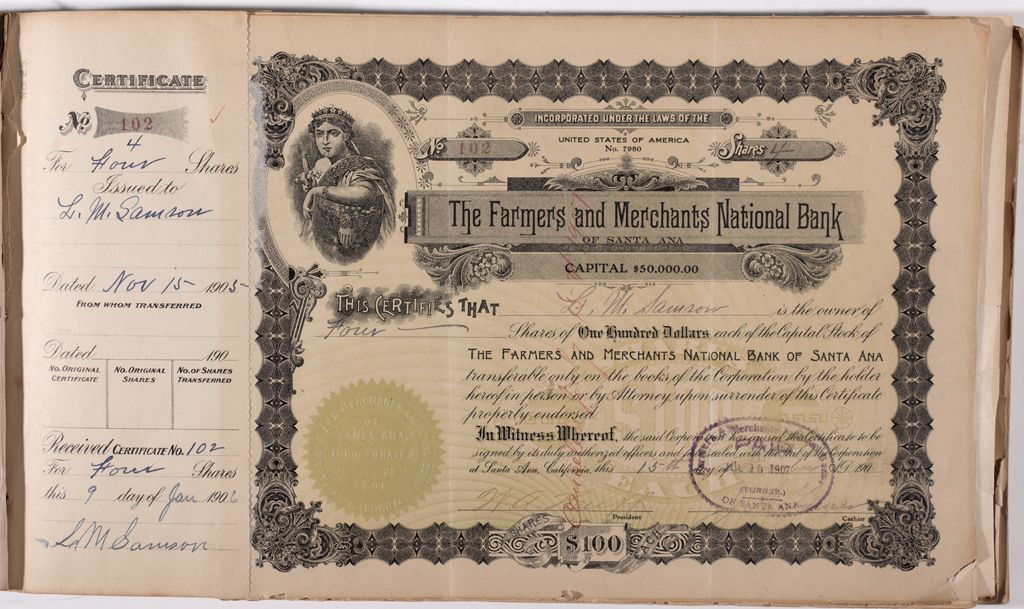 CERTIFICATE
No 102
4
For Four Shares
Issued to
L. M. Samson
Dated Nov 15 1905
FROM WHOM TRANSFERRED
Dated 190
NO. ORIGINAL CERTIFICATE
NO. ORIGINAL SHARES
NO. OF SHARES TRANSFERRED
Received CERTIFICATE NO. 102
For Four Shares
this 9 day of Jan 1906
L M Samson
INCORPORATED UNDER THE LAWS OF THE
UNITED STATES OF AMERICA
No. 7980
No 102
Shares 4
The Farmers and Merchants National Bank
OF SANTA ANA
CAPITAL $50,000.00
THIS CERTIFIES THAT L. M. Samson is the owner of
Four Shares of One Hundred Dollars each of the Capital Stock of
THE FARMERS AND MERCHANTS NATIONAL BANK OF SANTA ANA
transferable only on the books of the Corporation by the holder
hereof in person or by Attorney upon surrender of this Certificate
properly endorsed.
In Witness Whereof, the said Corporation has caused this Certificate to be
signed by its duly authorized officers and sealed with the Seal of the Corporation
at Santa Ana, California, this 15th day of A.D. 190
President
Cashier
Merchants
15 1907
OF SANTA ANA
SHARES $100 EACH